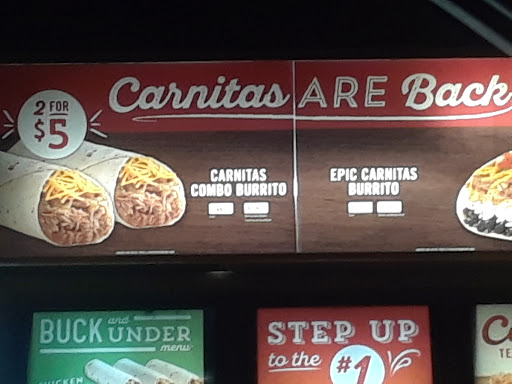 2 FOR
$5
Carnitas ARE Back
CARNITAS
COMBO BURRITO
EPIC CARNITAS
BURRITO
BUCK and UNDER
menu
STEP UP
to the #1